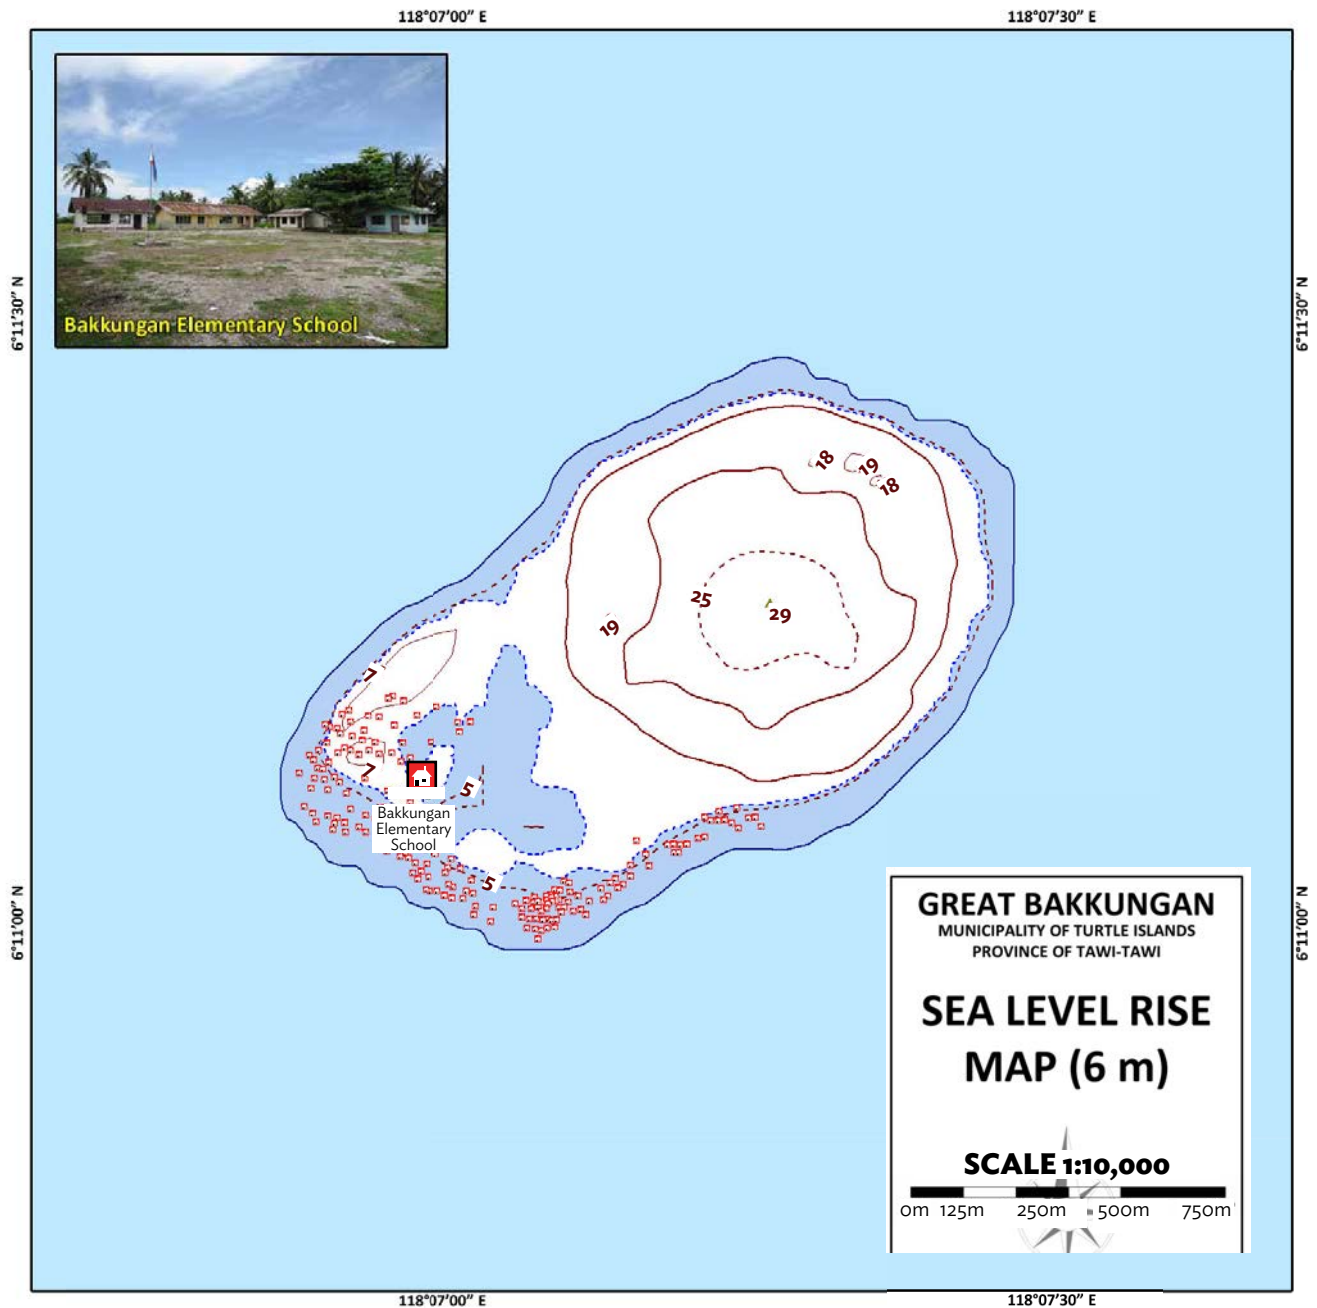 118°07'00" E
118°07'30" E
6°11'30" N
6°11'30" N
Bakkungan Elementary School
18
19
18
25
29
19
7
7
5
Bakkungan
Elementary
School
5
6°11'00" N
6°11'00" N
GREAT BAKKUNGAN
MUNICIPALITY OF TURTLE ISLANDS
PROVINCE OF TAWI-TAWI
SEA LEVEL RISE
MAP (6 m)
SCALE 1:10,000
0m 125m 250m 500m 750m
118°07'00" E
118°07'30" E